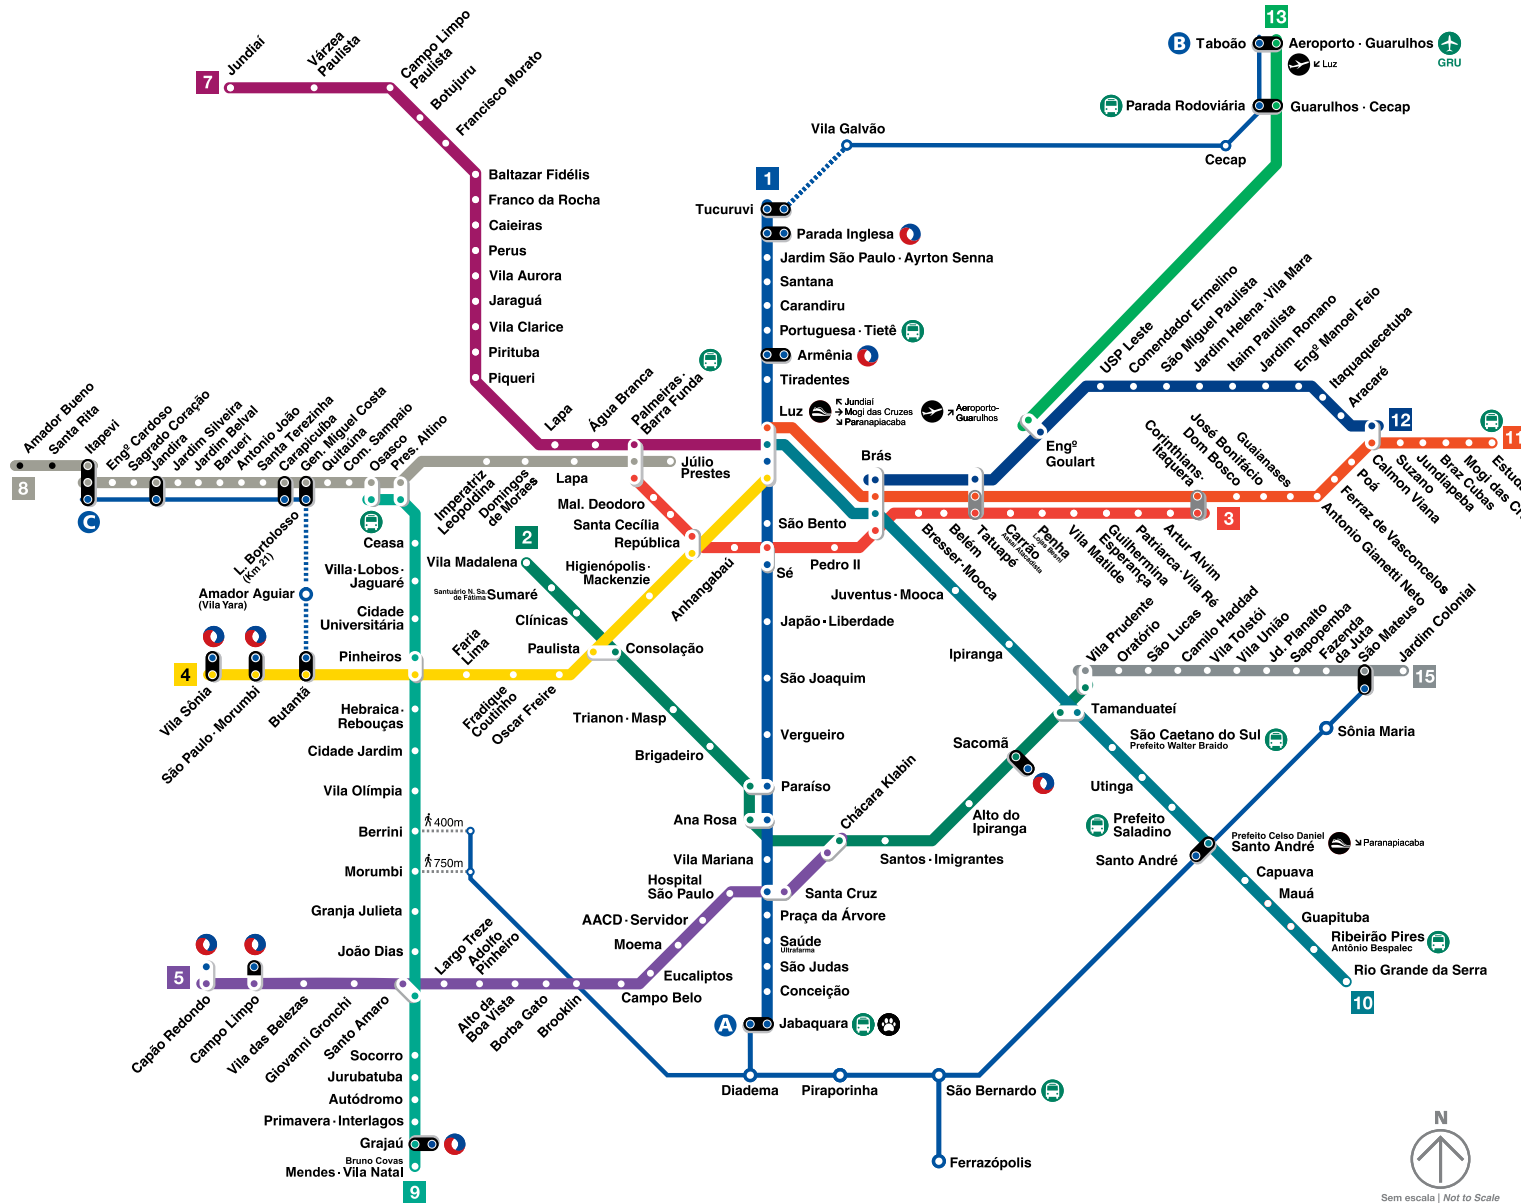 13
B Taboão
Aeroporto · Guarulhos
GRU
Luz
Parada Rodoviária
Guarulhos · Cecap
Vila Galvão
Cecap
7
Jundiaí
Várzea
Paulista
Campo Limpo
Paulista
Botujuru
Francisco Morato
Baltazar Fidélis
Franco da Rocha
Caieiras
Perus
Vila Aurora
Jaraguá
Vila Clarice
Pirituba
Piqueri
Lapa
Água Branca
Palmeiras ·
Barra Funda
1
Tucuruvi
Parada Inglesa
Jardim São Paulo · Ayrton Senna
Santana
Carandiru
Portuguesa · Tietê
Armênia
Tiradentes
Luz
Jundiaí
Mogi das Cruzes
Paranapiacaba
Aeroporto-
Guarulhos
USP Leste
Comendador Ermelino
São Miguel Paulista
Jardim Helena · Vila Mara
Itaim Paulista
Jardim Romano
Engº Manoel Feio
Itaquaquecetuba
Aracaré
12
11
Engº
Goulart
Brás
Calmon Viana
Suzano
Jundiapeba
Braz Cubas
Mogi das Cr
Estud
Poá
Ferraz de Vasconcelos
Antonio Gianetti Neto
Guaianases
José Bonifácio
Dom Bosco
Corinthians-
Itaquera
3
Artur Alvim
Patriarca · Vila Ré
Guilhermina
Esperança
Vila Matilde
Penha
Lojas Besni
Carrão
Assaí Atacadista
Tatuapé
Belém
Bresser · Mooca
8
Amador Bueno
Santa Rita
Itapevi
Engº Cardoso
Sagrado Coração
Jandira
Jardim Silveira
Jardim Belval
Barueri
Antonio João
Santa Terezinha
Carapicuíba
Gen. Miguel Costa
Quitaúna
Com. Sampaio
Osasco
Pres. Altino
Imperatriz
Leopoldina
Domingos
de Moraes
Lapa
Júlio
Prestes
C
Mal. Deodoro
Santa Cecília
República
Anhangabaú
São Bento
Sé
Pedro II
2
Vila Madalena
Santuário N. Sa.
de Fátima Sumaré
Clínicas
Higienópolis ·
Mackenzie
Paulista
Consolação
Trianon · Masp
Brigadeiro
L. Bortolosso
(Km 21)
Amador Aguiar
(Vila Yara)
4
Vila Sônia
São Paulo · Morumbi
Butantã
Faria
Lima
Fradique
Coutinho
Oscar Freire
Ceasa
Villa-Lobos ·
Jaguaré
Cidade
Universitária
Pinheiros
Hebraica ·
Rebouças
Cidade Jardim
Vila Olímpia
Berrini
400m
Morumbi
750m
Granja Julieta
João Dias
Socorro
Jurubatuba
Autódromo
Primavera · Interlagos
Grajaú
Bruno Covas
Mendes · Vila Natal
9
Japão · Liberdade
São Joaquim
Vergueiro
Paraíso
Ana Rosa
Vila Mariana
Santa Cruz
Praça da Árvore
Saúde
Ultrafarma
São Judas
Conceição
A
Jabaquara
Chácara Klabin
Santos · Imigrantes
Alto do
Ipiranga
Sacomã
Tamanduateí
Vila Prudente
Oratório
São Lucas
Camilo Haddad
Vila Tolstói
Vila União
Jd. Planalto
Sapopemba
Fazenda
da Juta
São Mateus
Jardim Colonial
15
Juventus · Mooca
Ipiranga
São Caetano do Sul
Prefeito Walter Braido
Utinga
Prefeito
Saladino
Prefeito Celso Daniel
Santo André
Paranapiacaba
Santo André
Capuava
Mauá
Guapituba
Ribeirão Pires
Antônio Bespalec
Rio Grande da Serra
10
Sônia Maria
5
Capão Redondo
Campo Limpo
Vila das Belezas
Giovanni Gronchi
Santo Amaro
Largo Treze
Adolfo
Pinheiro
Alto da
Boa Vista
Borba Gato
Brooklin
Campo Belo
Eucaliptos
Moema
AACD · Servidor
Hospital
São Paulo
Diadema
Piraporinha
São Bernardo
Ferrazópolis
N
Sem escala | Not to Scale